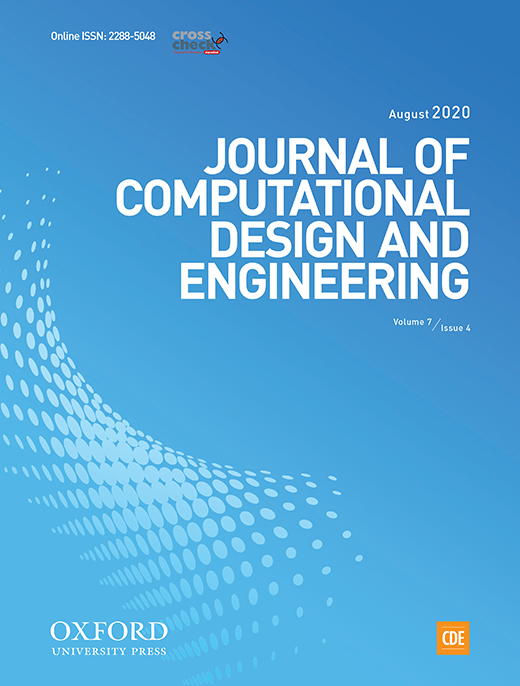 Online ISSN: 2288-5048
cross
check
August 2020
JOURNAL OF
COMPUTATIONAL
DESIGN AND
ENGINEERING
Volume 7 / Issue 4
OXFORD
UNIVERSITY PRESS
CDE